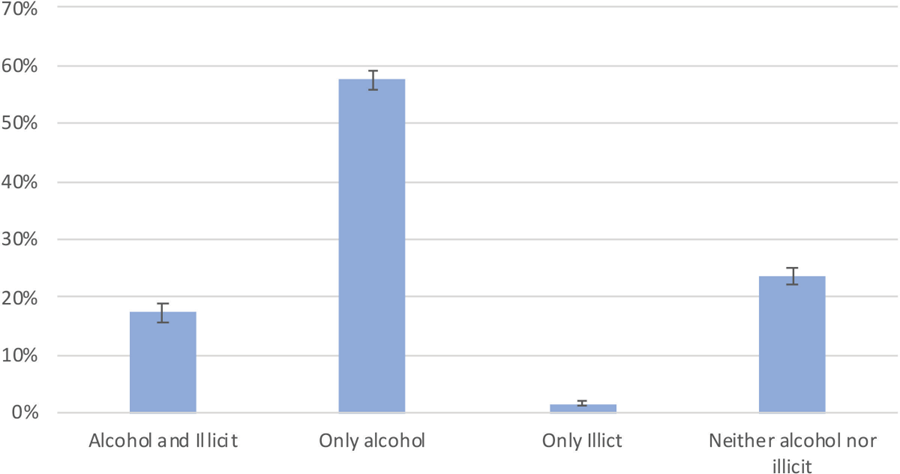 70%
60%
50%
40%
30%
20%
10%
0%
Alcohol and Illicit
Only alcohol
Only Illict
Neither alcohol nor
illicit